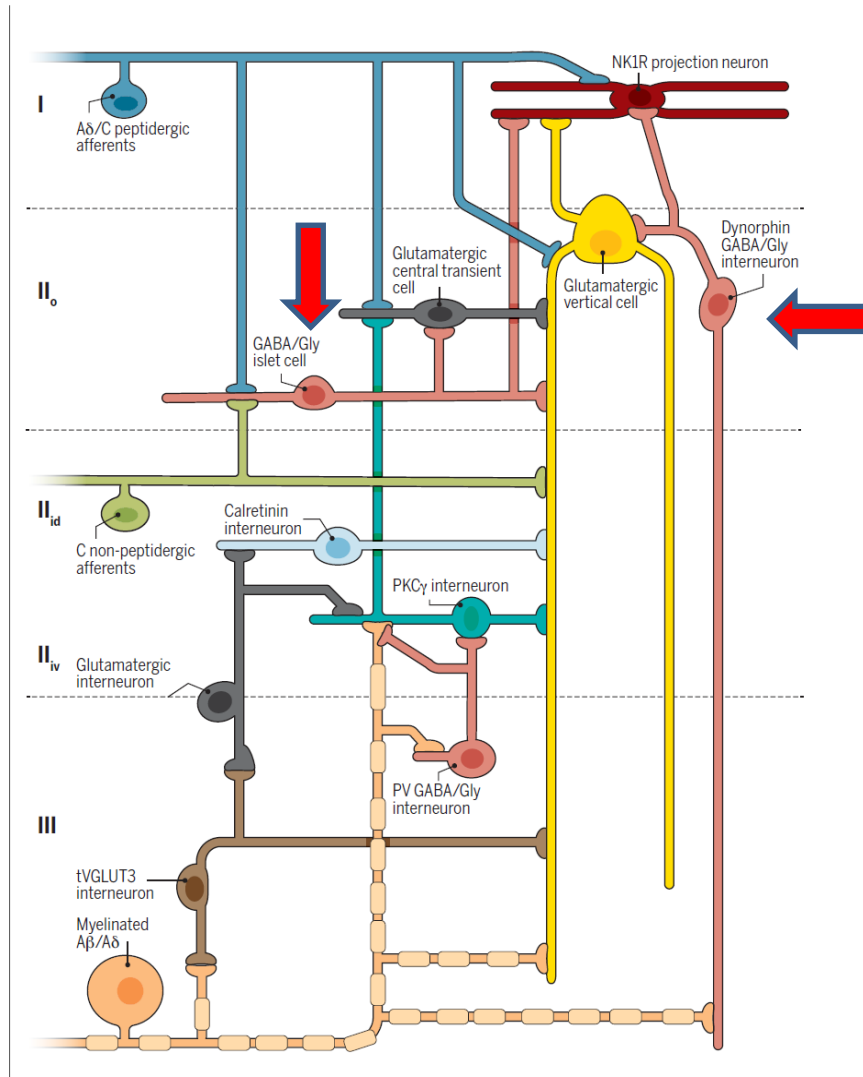 NK1R projection neuron
I
Aδ/C peptidergic
afferents
Dynorphin
GABA/Gly
interneuron
Glutamatergic
central transient
cell
Glutamatergic
vertical cell
IIo
GABA/Gly
islet cell
IIid
Calretinin
interneuron
C non-peptidergic
afferents
PKCγ interneuron
IIiv
Glutamatergic
interneuron
PV GABA/Gly
interneuron
III
tVGLUT3
interneuron
Myelinated
Aβ/Aδ